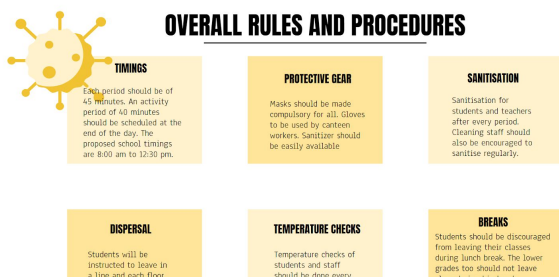 OVERALL RULES AND PROCEDURES
TIMINGS
Each period should be of
45 minutes. An activity
period of 40 minutes
should be scheduled at the
end of the day. The
proposed school timings
are 8:00 am to 12:30 pm.
PROTECTIVE GEAR
Masks should be made
compulsory for all. Gloves
to be used by canteen
workers. Sanitizer should
be easily available
SANITISATION
Sanitisation for
students and teachers
after every period.
Cleaning staff should
also be encouraged to
sanitise regularly.
DISPERSAL
Students will be
instructed to leave in
a line and each floor
TEMPERATURE CHECKS
Temperature checks of
students and staff
should be done every
BREAKS
Students should be discouraged
from leaving their classes
during lunch break. The lower
grades too should not leave